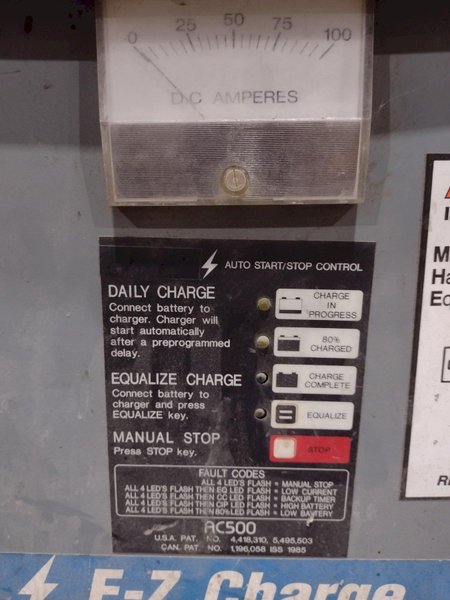 0 25 50 75 100
D.C. AMPERES
AUTO START/STOP CONTROL
DAILY CHARGE
Connect battery to
charger. Charger will
start automatically
after a preprogrammed
delay.
CHARGE
IN
PROGRESS
80%
CHARGED
EQUALIZE CHARGE
Connect battery to
charger and press
EQUALIZE key.
CHARGE
COMPLETE
EQUALIZE
MANUAL STOP
Press STOP key.
STOP
FAULT CODES
ALL 4 LED'S FLASH = MANUAL STOP
ALL 4 LED'S FLASH THEN EQ LED FLASH = LOW CURRENT
ALL 4 LED'S FLASH THEN CC LED FLASH = BACKUP TIMER
ALL 4 LED'S FLASH THEN CIP LED FLASH = HIGH BATTERY
ALL 4 LED'S FLASH THEN 80% LED FLASH = LOW BATTERY
AC500
U.S.A. PAT. NO. 4,418,310, 5,495,503
CAN. PAT. NO. 1,196,058 ISS 1985
E-Z Charge